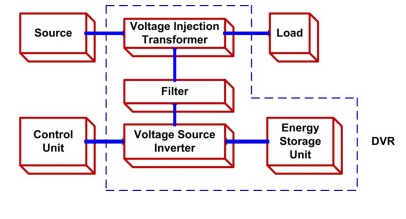 Source
Voltage Injection
Transformer
Load
Filter
Control
Unit
Voltage Source
Inverter
Energy
Storage
Unit
DVR